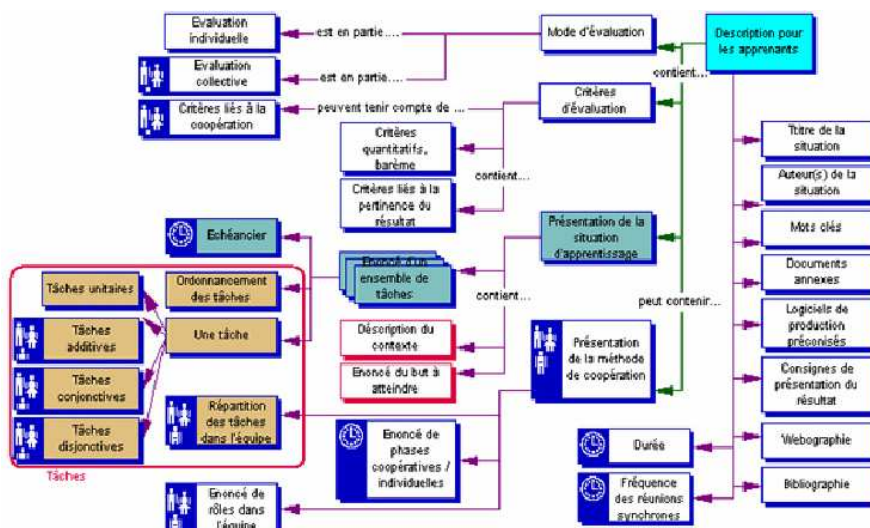 Evaluation
individuelle
est en partie....
Mode d'évaluation
Description pour
les apprenants
contient...
Evaluation
collective
est en partie....
Critères liés à la
coopération
peuvent tenir compte de ...
Critères
d'évaluation
Critères
quantitatifs,
barème
contient....
Critères liés à la
pertinence du
résultat
Titre de la
situation
Auteur(s) de la
situation
Mots clés
Documents
annexes
Logiciels de
production
préconisés
Consignes de
présentation du
résultat
Webographie
Bibliographie
Echéancier
Enoncé d'un
ensemble de
tâches
Présentation de la
situation
d'apprentissage
contient...
peut contenir...
Tâches unitaires
Ordonnancement
des tâches
Une tâche
Tâches
additives
Tâches
conjonctives
Tâches
disjonctives
Répartition
des tâches
dans l'équipe
Tâches
Déscription du
contexte
Enoncé du but à
atteindre
Présentation
de la méthode
de coopération
Enoncé de
phases
coopératives /
individuelles
Durée
Fréquence
des réunions
synchrones
Enoncé de
rôles dans
l'équipe